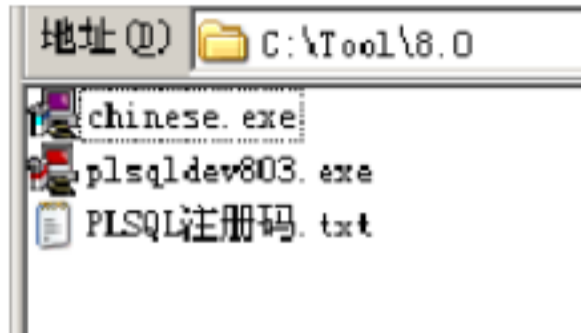 地址(D) C:\Tool\8.0
chinese.exe
plsqldev803.exe
PLSQL注册码.txt